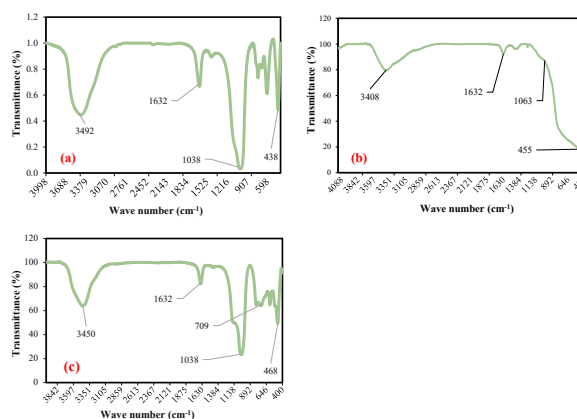 1.2
1.0
0.8
0.6
0.4
0.2
0.0
Transmittance (%)
3492
1632
1038
438
(a)
3998 3688 3379 3070 2761 2452 2143 1834 1525 1216 907 598
Wave number (cm⁻¹)
120
100
80
60
40
20
0
Transmittance (%)
3408
1632
1063
455
(b)
4088 3842 3597 3351 3105 2859 2613 2367 2121 1875 1630 1384 1138 892 646
Wave number (cm⁻¹)
120
100
80
60
40
20
0
Transmittance (%)
3450
1632
709
1038
468
(c)
3842 3597 3351 3105 2859 2613 2367 2121 1875 1630 1384 1138 892 646 400
Wave number (cm⁻¹)